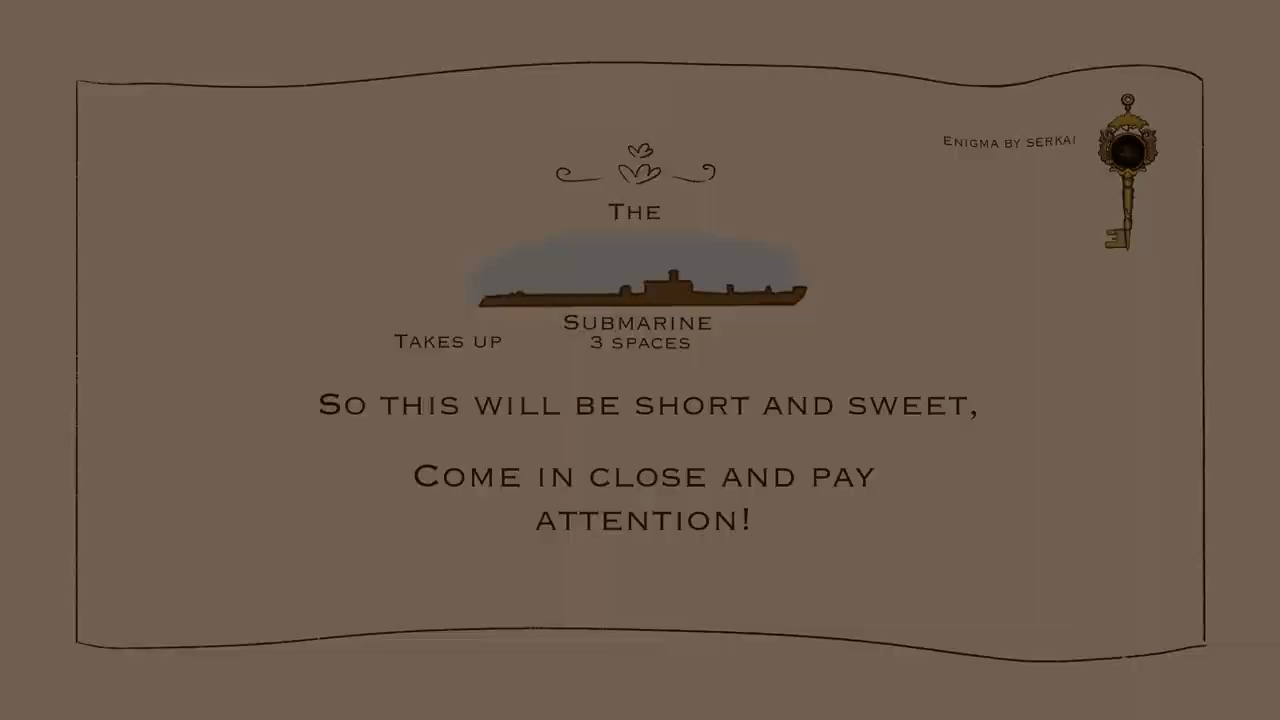 Enigma by Serkai
The
Submarine
Takes up 3 spaces
So this will be short and sweet,
Come in close and pay
attention!